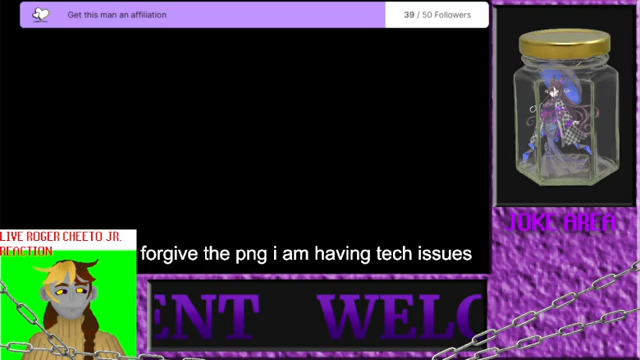 Get this man an affiliation
39 / 50 Followers
JOKE AREA
LIVE ROGER CHEETO JR.
REACTION
forgive the png i am having tech issues
ENT WELC